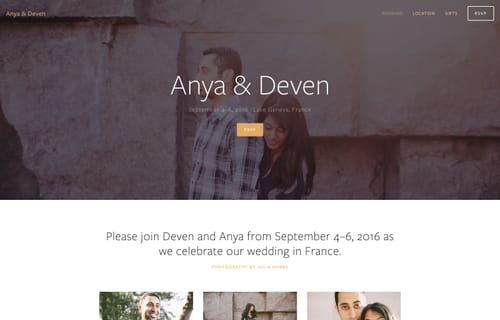 Anya & Deven
WEDDING LOCATION GIFTS RSVP
Anya & Deven
September 4–6, 2016 | Lake Geneva, France
RSVP
Please join Deven and Anya from September 4–6, 2016 as
we celebrate our wedding in France.
PHOTOGRAPHY BY JULIA ROBBS